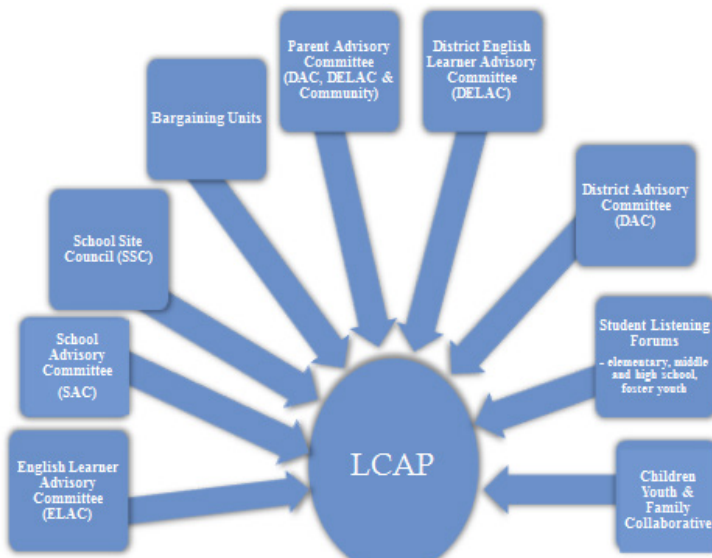 Parent Advisory
Committee
(DAC, DELAC &
Community)
District English
Learner Advisory
Committee
(DELAC)
Bargaining Units
District Advisory
Committee
(DAC)
School Site
Council (SSC)
Student Listening
Forums
- elementary, middle
and high school,
foster youth
School
Advisory
Committee
(SAC)
LCAP
English Learner
Advisory
Committee
(ELAC)
Children
Youth &
Family
Collaborative